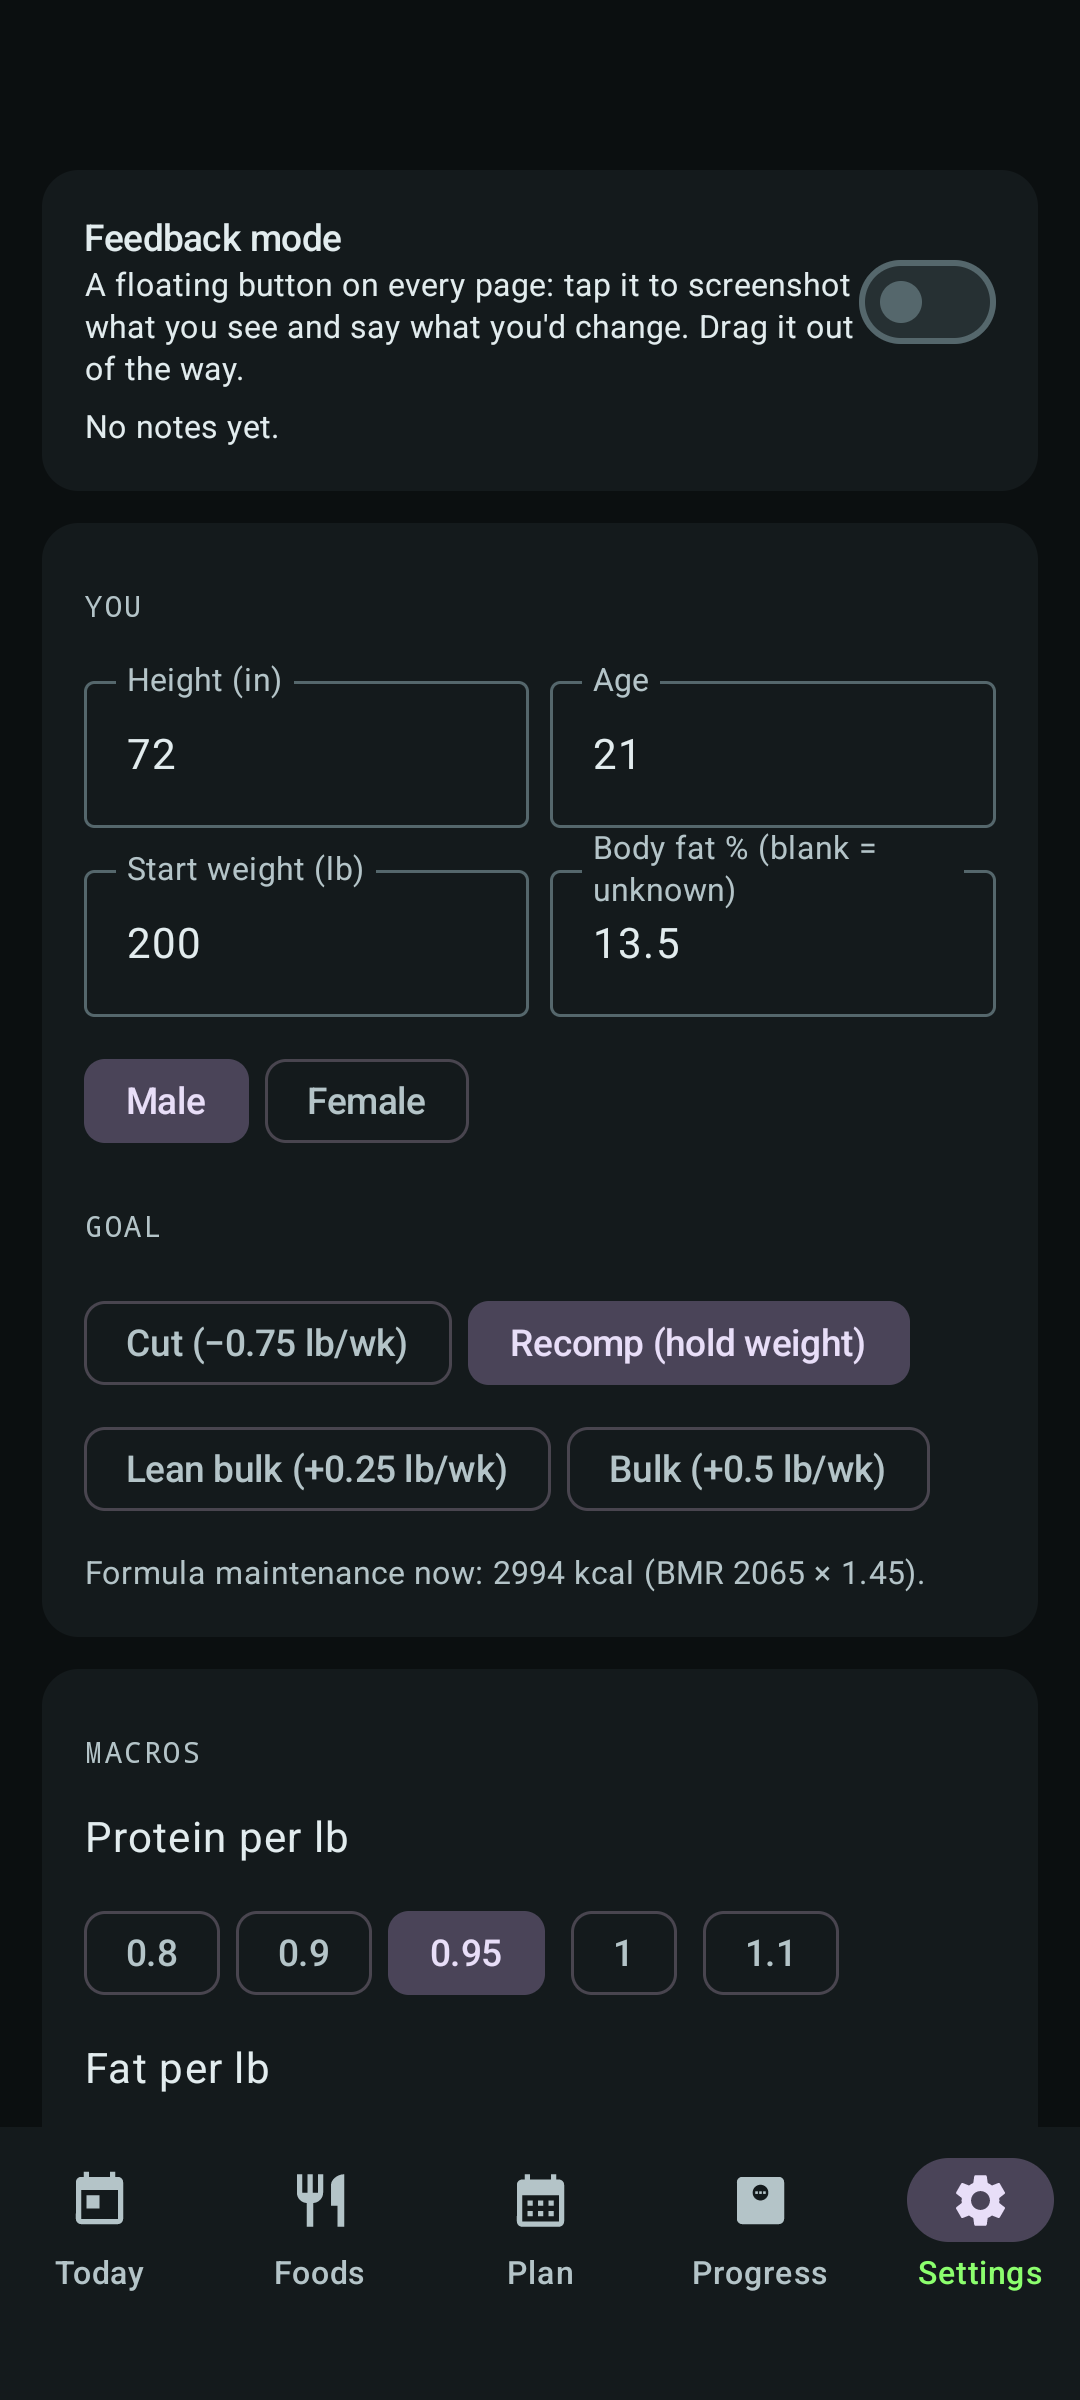 Feedback mode
A floating button on every page: tap it to screenshot
what you see and say what you'd change. Drag it out
of the way.
No notes yet.
YOU
Height (in)
72
Age
21
Start weight (lb)
200
Body fat % (blank =
unknown)
13.5
Male
Female
GOAL
Cut (−0.75 lb/wk)
Recomp (hold weight)
Lean bulk (+0.25 lb/wk)
Bulk (+0.5 lb/wk)
Formula maintenance now: 2994 kcal (BMR 2065 × 1.45).
MACROS
Protein per lb
0.8
0.9
0.95
1
1.1
Fat per lb
Today
Foods
Plan
Progress
Settings